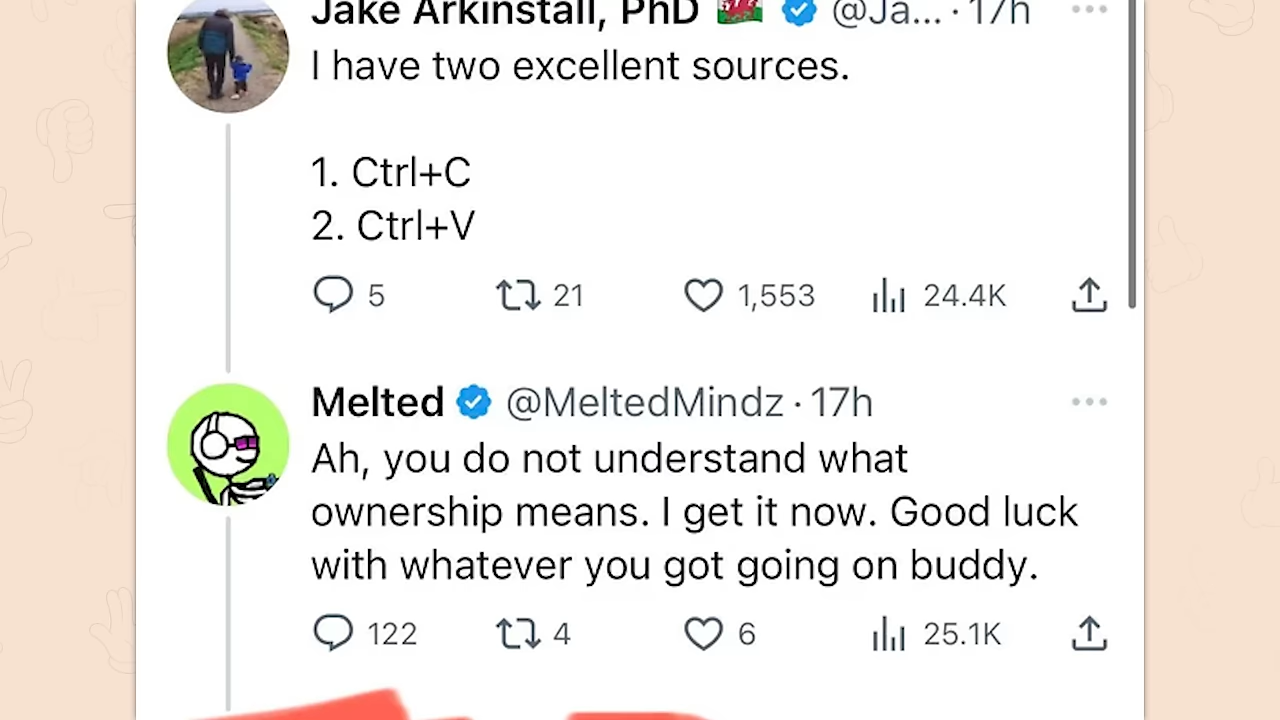 Jake Arkinstall, PhD 🏴󠁧󠁢󠁷󠁬󠁳󠁿 @Ja... · 17h
I have two excellent sources.
1. Ctrl+C
2. Ctrl+V
5 21 1,553 24.4K
Melted @MeltedMindz · 17h
Ah, you do not understand what
ownership means. I get it now. Good luck
with whatever you got going on buddy.
122 4 6 25.1K